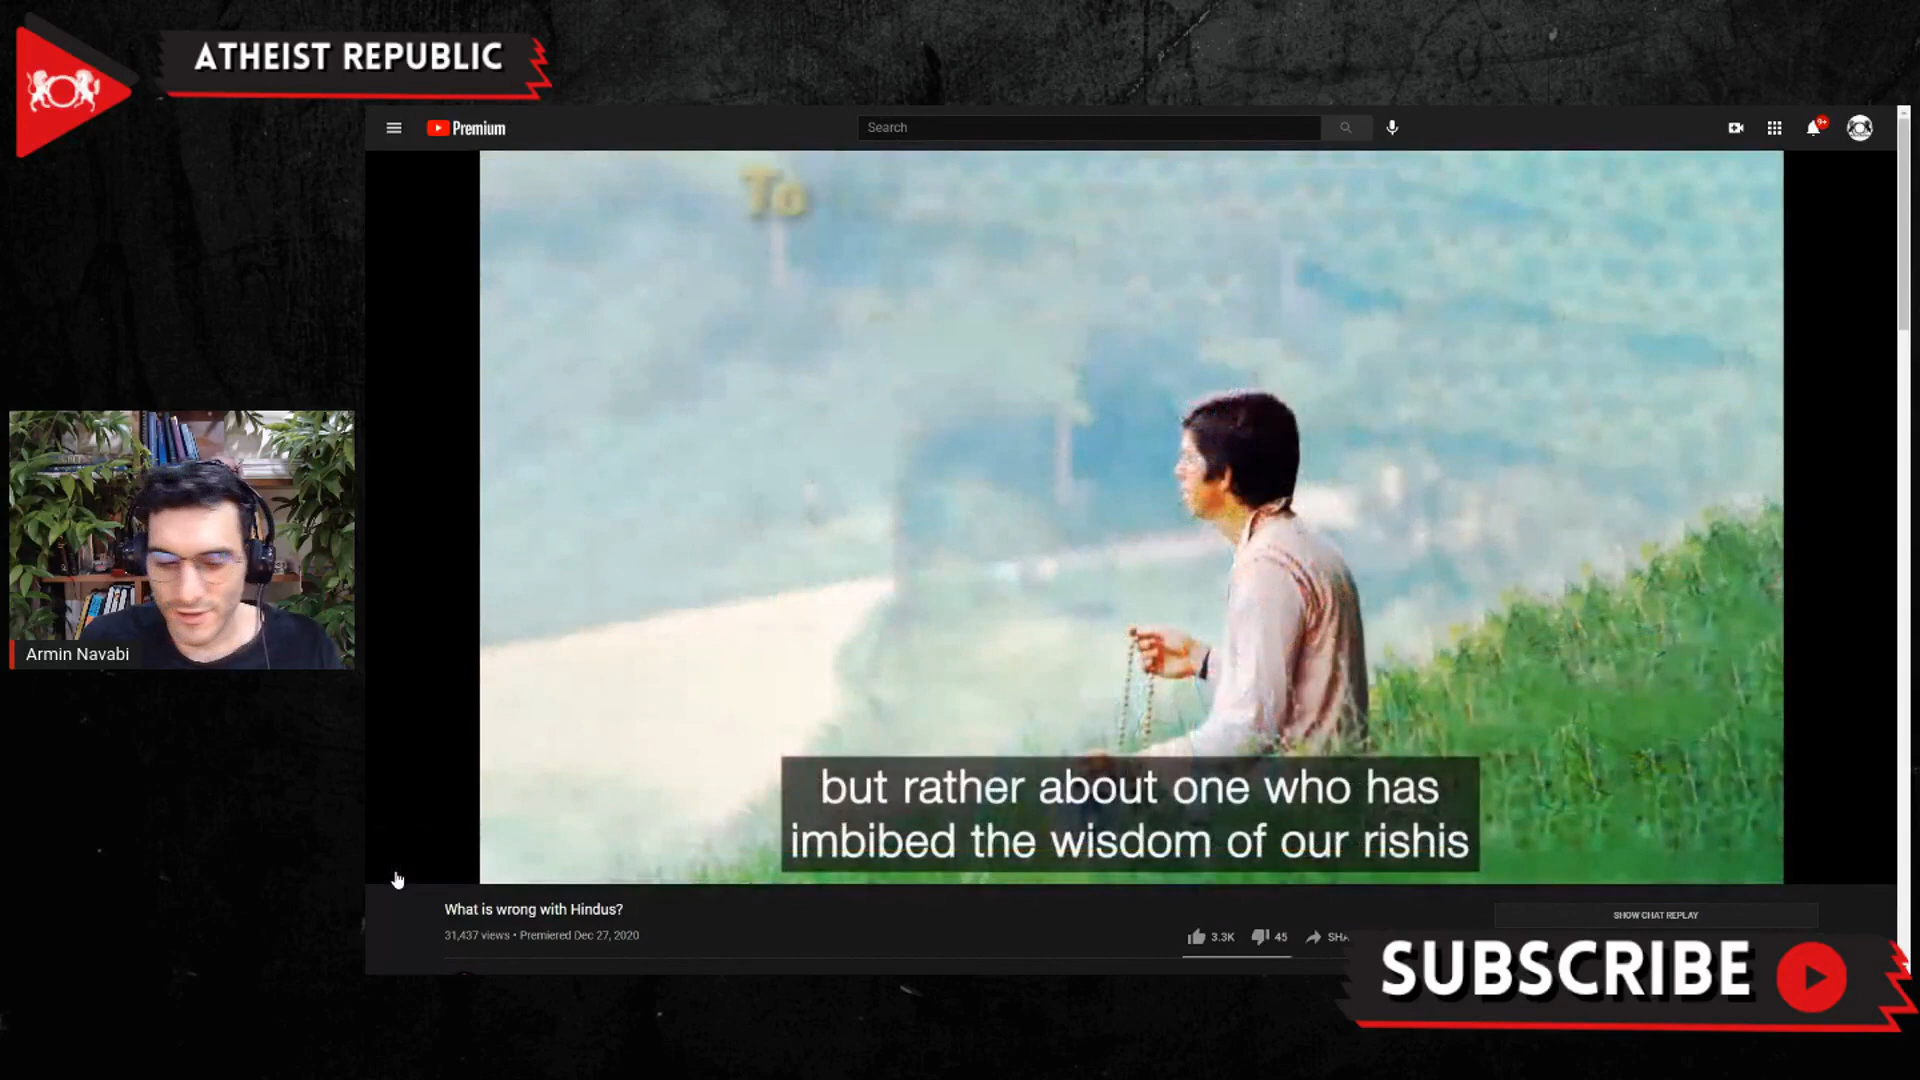 ATHEIST REPUBLIC
Premium
Search
9+
To
Armin Navabi
but rather about one who has
imbibed the wisdom of our rishis
What is wrong with Hindus?
31,437 views • Premiered Dec 27, 2020
3.3K
45
SHA
SHOW CHAT REPLAY
SUBSCRIBE